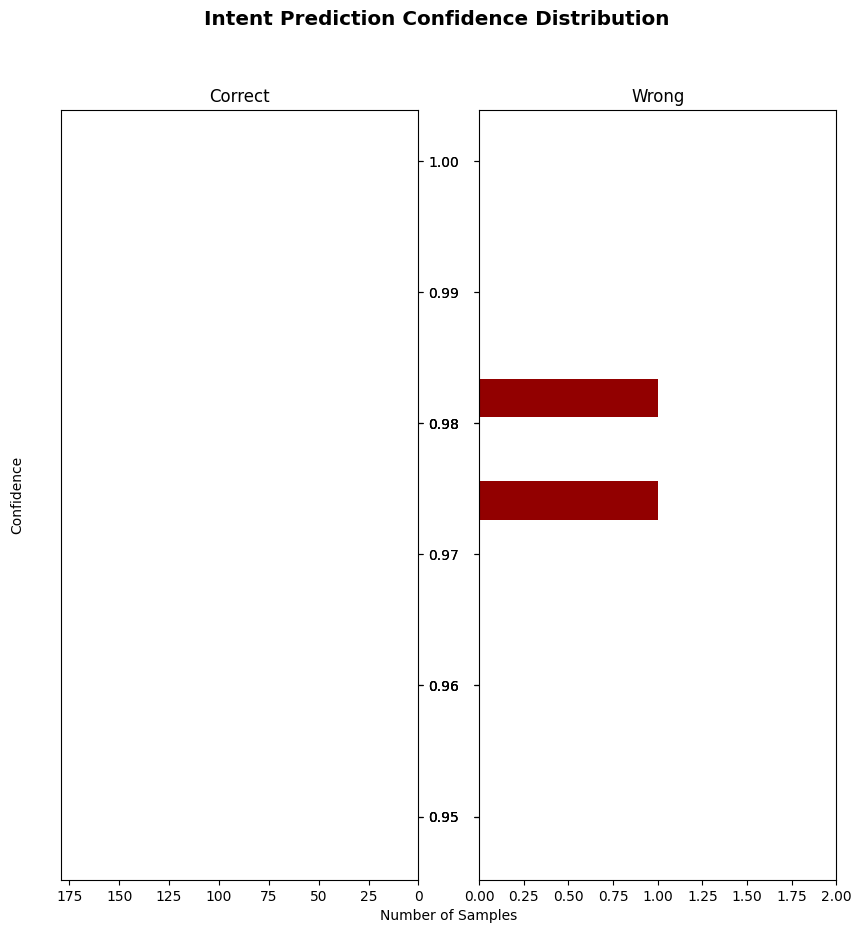 Intent Prediction Confidence Distribution
Correct
Wrong
1.00
0.99
0.98
0.97
0.96
0.95
Confidence
175 150 125 100 75 50 25 0
0.00 0.25 0.50 0.75 1.00 1.25 1.50 1.75 2.00
Number of Samples